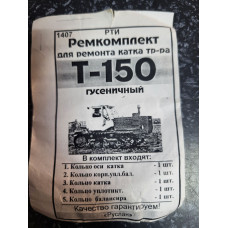 1407
РТИ
Ремкомплект
для ремонта катка тр-ра
Т-150
гусеничный
В комплект входит:
1. Кольцо оси катка - 1 шт.
2. Кольцо корп.упл.бал. - 1 шт.
3. Кольцо катка - 1 шт.
4. Кольцо уплотнит. - 1 шт.
5. Кольцо балансира - 1 шт.
Качество гарантируем!
«Руслан»